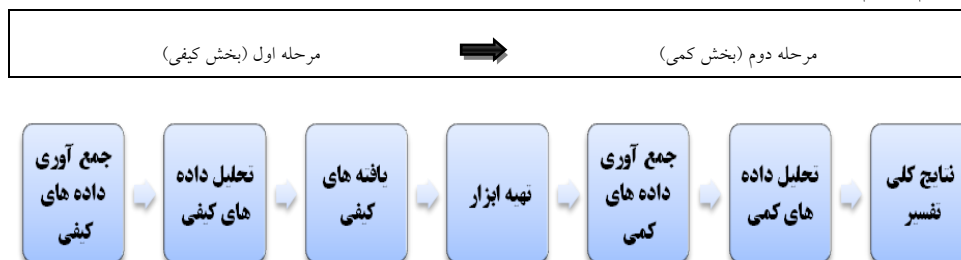 مرحله اول (بخش کیفی)
مرحله دوم (بخش کمی)
جمع آوری
داده های
کیفی
تحلیل داده
های کیفی
یافته های
کیفی
تهیه ابزار
جمع آوری
داده های
کمی
تحلیل داده
های کمی
نتایج کلی
تفسیر